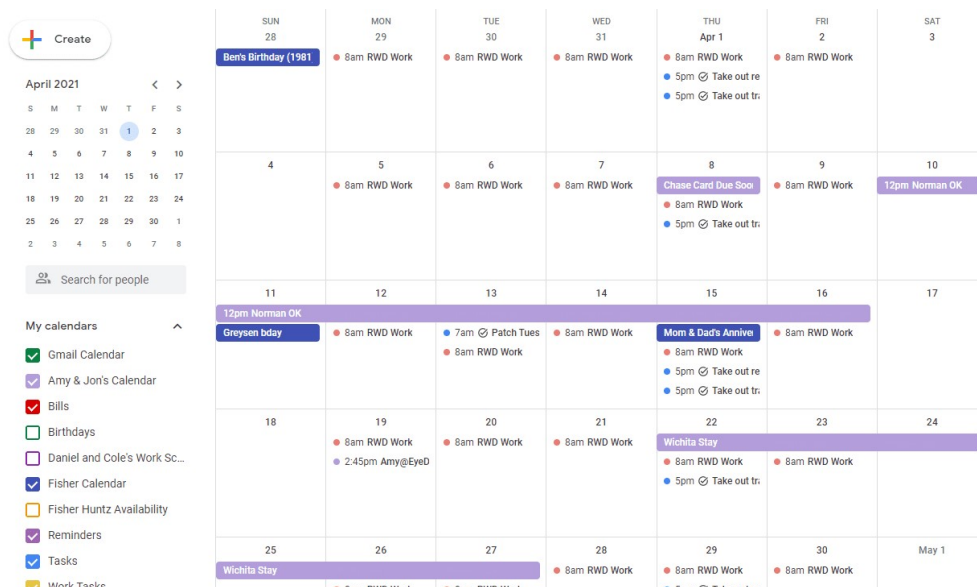 Create
April 2021
S M T W T F S
28 29 30 31 1 2 3
4 5 6 7 8 9 10
11 12 13 14 15 16 17
18 19 20 21 22 23 24
25 26 27 28 29 30 1
2 3 4 5 6 7 8
Search for people
My calendars
Gmail Calendar
Amy & Jon's Calendar
Bills
Birthdays
Daniel and Cole's Work Sc...
Fisher Calendar
Fisher Huntz Availability
Reminders
Tasks
Work Tasks
SUN MON TUE WED THU FRI SAT
28 29 30 31 Apr 1 2 3
Ben's Birthday (1981 8am RWD Work 8am RWD Work 8am RWD Work 8am RWD Work 8am RWD Work
5pm Take out re
5pm Take out tra
4 5 6 7 8 9 10
8am RWD Work 8am RWD Work 8am RWD Work Chase Card Due Soon 8am RWD Work 12pm Norman OK
8am RWD Work
5pm Take out tra
11 12 13 14 15 16 17
12pm Norman OK
Greysen bday 8am RWD Work 7am Patch Tues 8am RWD Work Mom & Dad's Anniver 8am RWD Work
8am RWD Work 8am RWD Work
5pm Take out re
5pm Take out tra
18 19 20 21 22 23 24
8am RWD Work 8am RWD Work 8am RWD Work Wichita Stay
2:45pm Amy@EyeD 8am RWD Work 8am RWD Work
5pm Take out tra
25 26 27 28 29 30 May 1
Wichita Stay 8am RWD Work 8am RWD Work 8am RWD Work